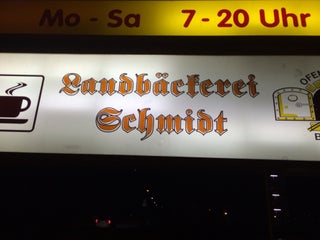 Mo - Sa 7 - 20 Uhr
Landbäckerei
Schmidt